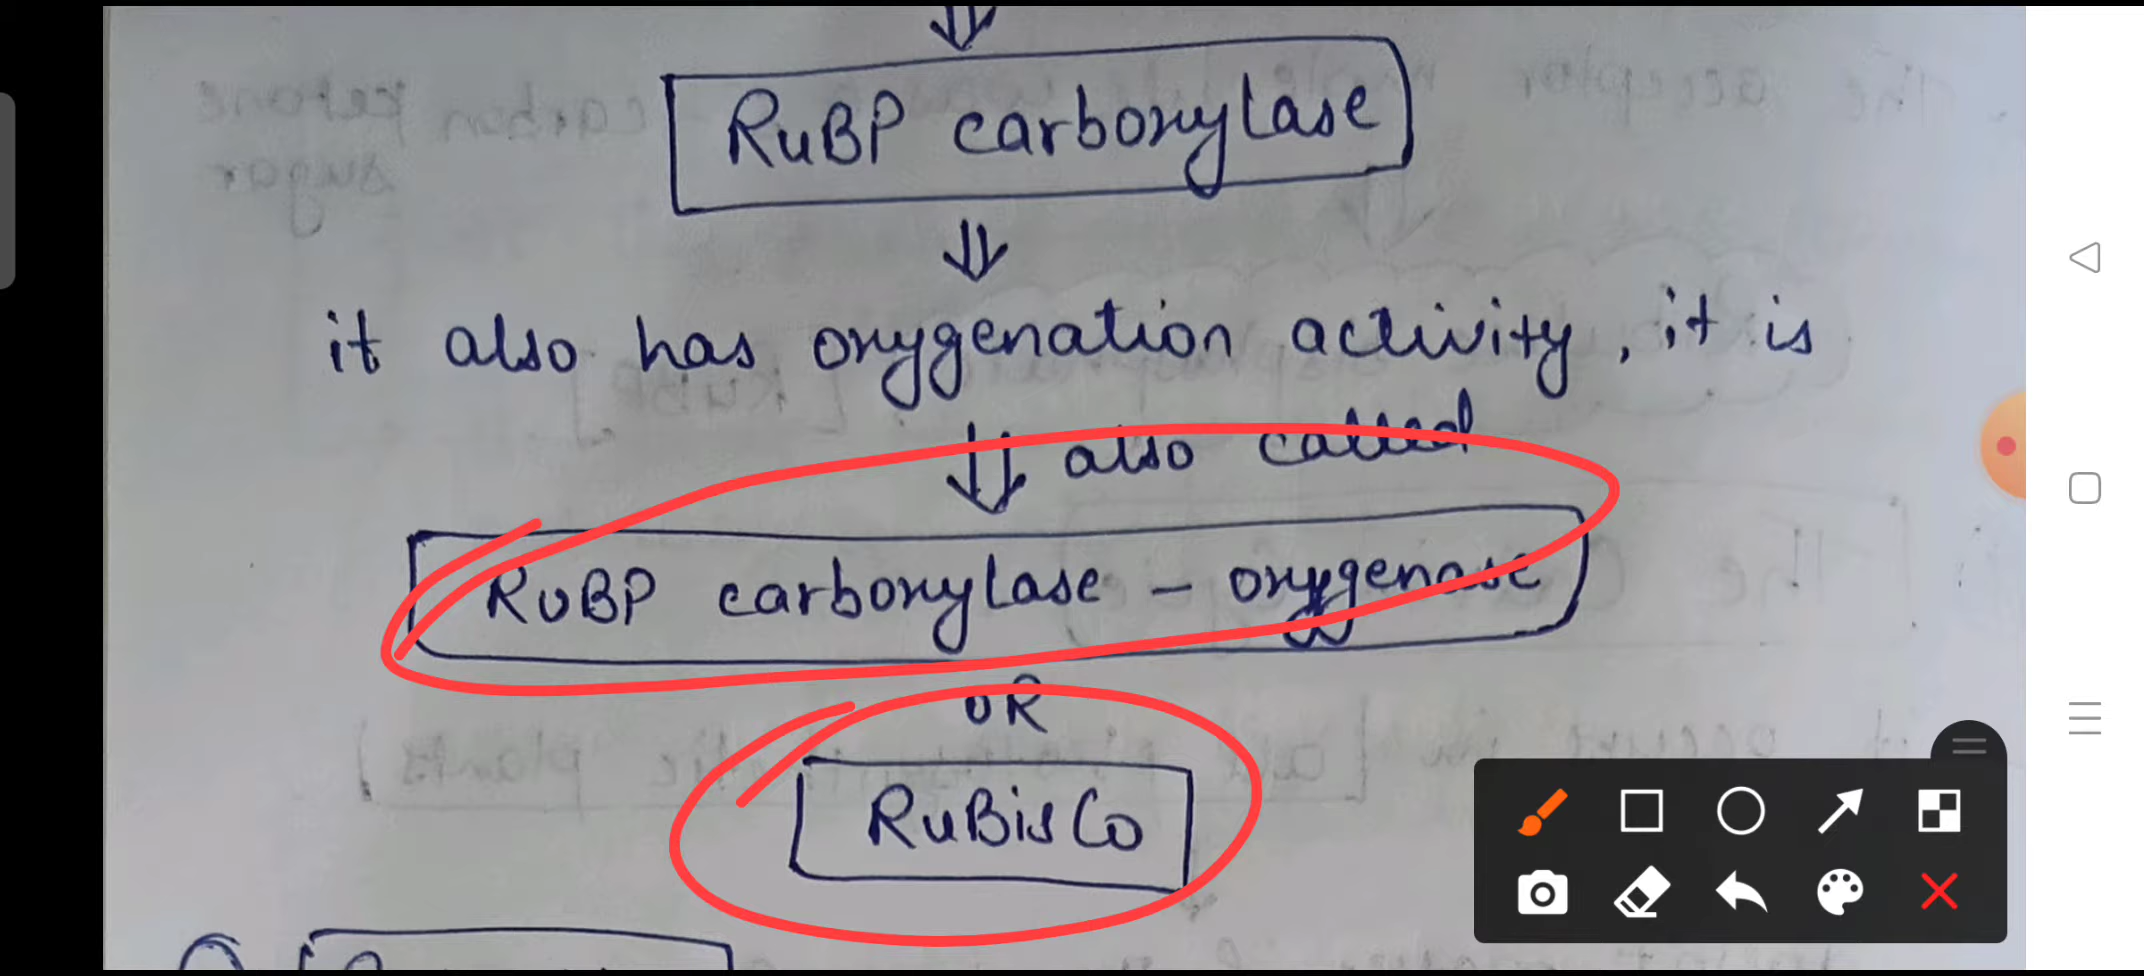 RuBP carboxylase
it also has oxygenation activity, it is
also called
RuBP carboxylase - oxygenase
OR
RuBisCo